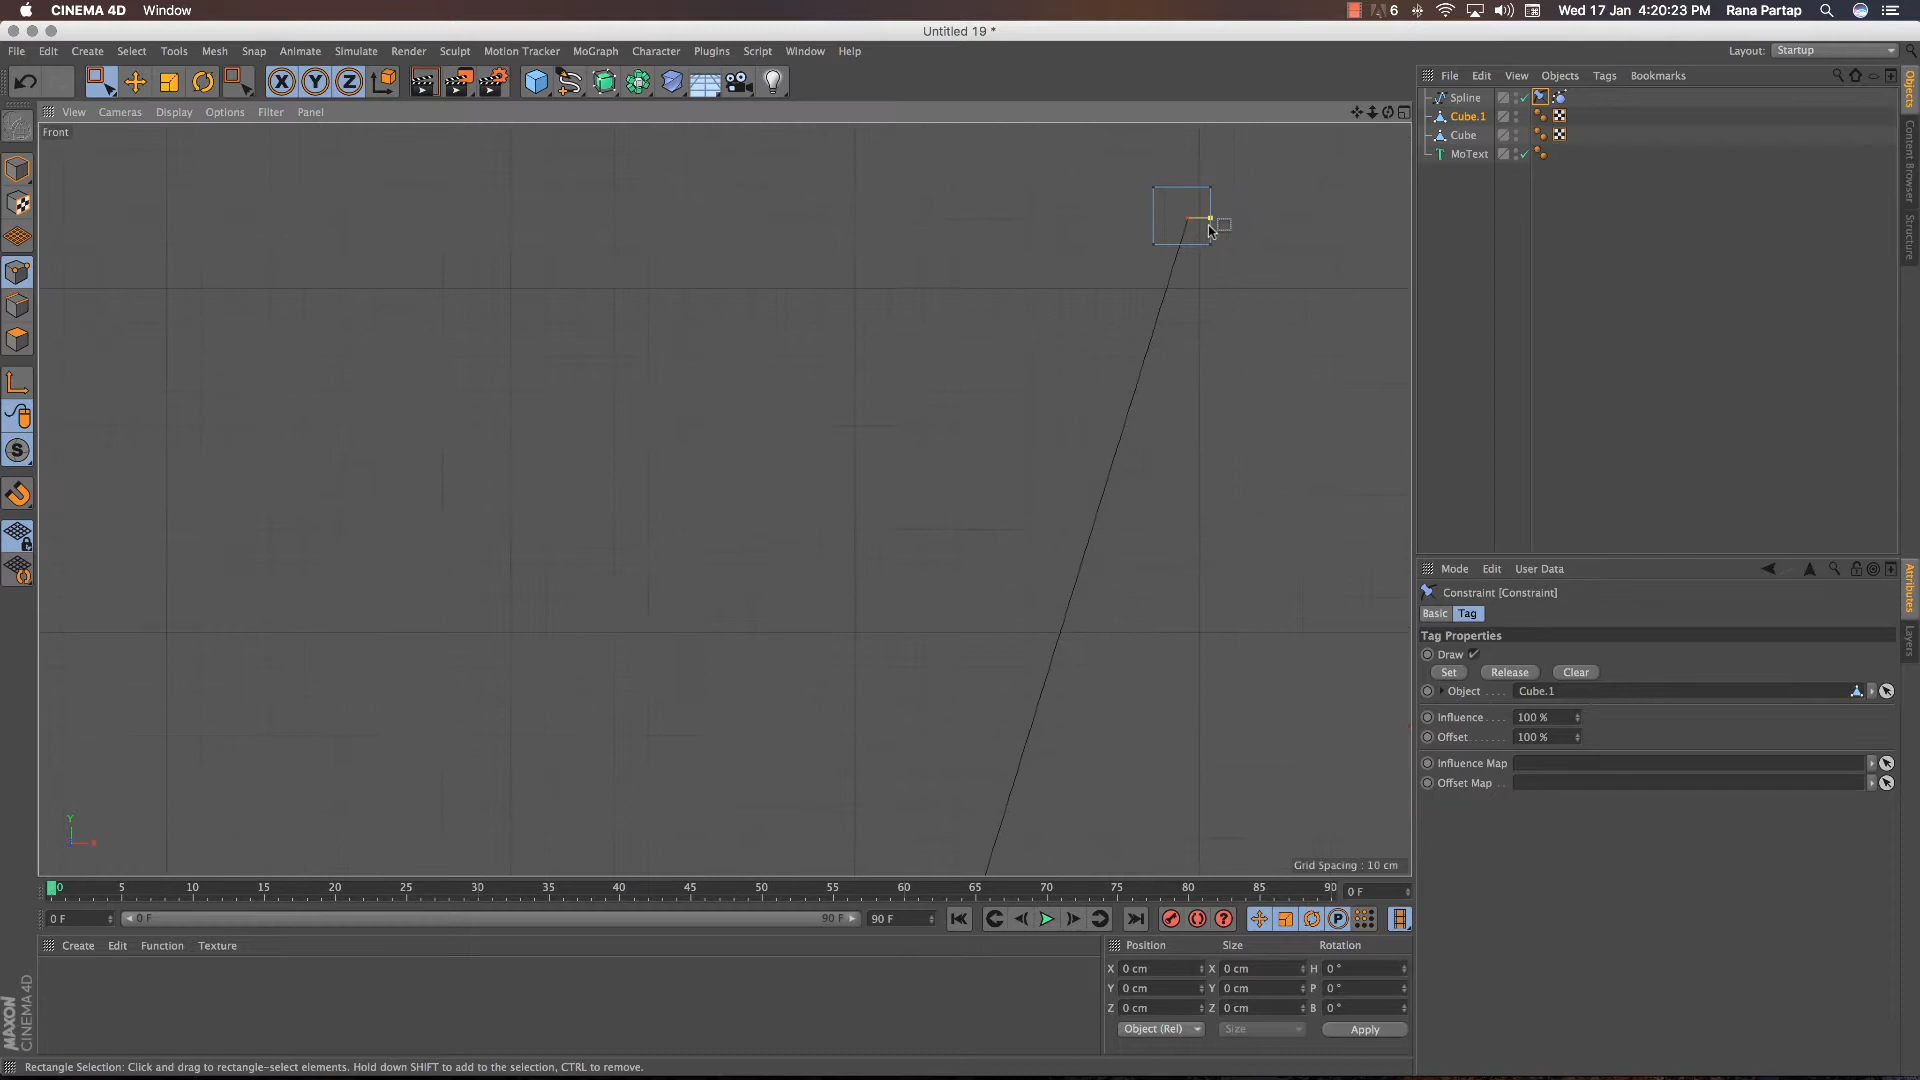 CINEMA 4D Window 6 Wed 17 Jan 4:20:23 PM Rana Partap
Untitled 19 *
File Edit Create Select Tools Mesh Snap Animate Simulate Render Sculpt Motion Tracker MoGraph Character Plugins Script Window Help Layout: Startup
X Y Z
File Edit View Objects Tags Bookmarks
View Cameras Display Options Filter Panel
Front
Spline
Cube.1
Cube
MoText
Objects
Content Browser
Structure
Mode Edit User Data
Constraint [Constraint]
Basic Tag
Tag Properties
Draw
Set Release Clear
Object . . . . Cube.1
Influence . . . . 100 %
Offset . . . . . . . 100 %
Influence Map
Offset Map . .
Attributes
Layers
Y
X
Grid Spacing : 10 cm
0 5 10 15 20 25 30 35 40 45 50 55 60 65 70 75 80 85 90 0 F
0 F 0 F 90 F 90 F
P
Create Edit Function Texture
Position Size Rotation
X 0 cm X 0 cm H 0 °
Y 0 cm Y 0 cm P 0 °
Z 0 cm Z 0 cm B 0 °
Object (Rel) Size Apply
MAXON
CINEMA 4D
Rectangle Selection: Click and drag to rectangle-select elements. Hold down SHIFT to add to the selection, CTRL to remove.